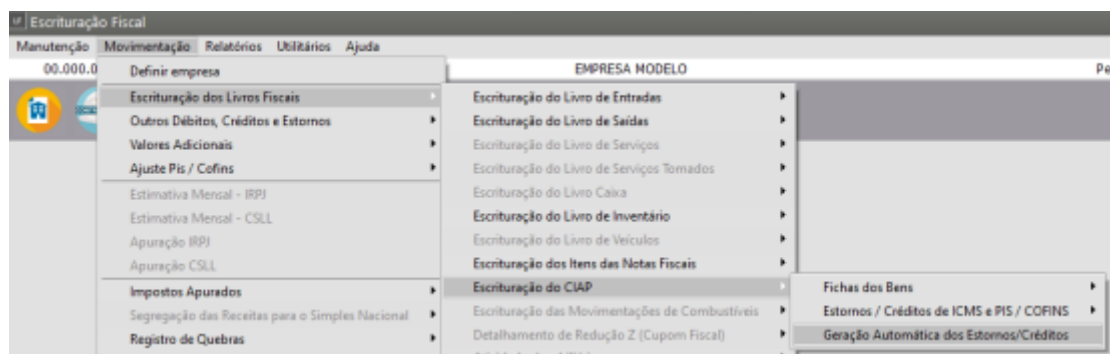 Escrituração Fiscal
Manutenção Movimentação Relatórios Utilitários Ajuda
00.000.0
EMPRESA MODELO
Pe
Definir empresa
Escrituração dos Livros Fiscais
Outros Débitos, Créditos e Estornos
Valores Adicionais
Ajuste Pis / Cofins
Estimativa Mensal - IRPJ
Estimativa Mensal - CSLL
Apuração IRPJ
Apuração CSLL
Impostos Apurados
Segregação das Receitas para o Simples Nacional
Registro de Quebras
Escrituração do Livro de Entradas
Escrituração do Livro de Saídas
Escrituração do Livro de Serviços
Escrituração do Livro de Serviços Tomados
Escrituração do Livro Caixa
Escrituração do Livro de Inventário
Escrituração do Livro de Veículos
Escrituração dos Itens das Notas Fiscais
Escrituração do CIAP
Escrituração das Movimentações de Combustíveis
Detalhamento de Redução Z (Cupom Fiscal)
Fichas dos Bens
Estornos / Créditos de ICMS e PIS / COFINS
Geração Automática dos Estornos/Créditos